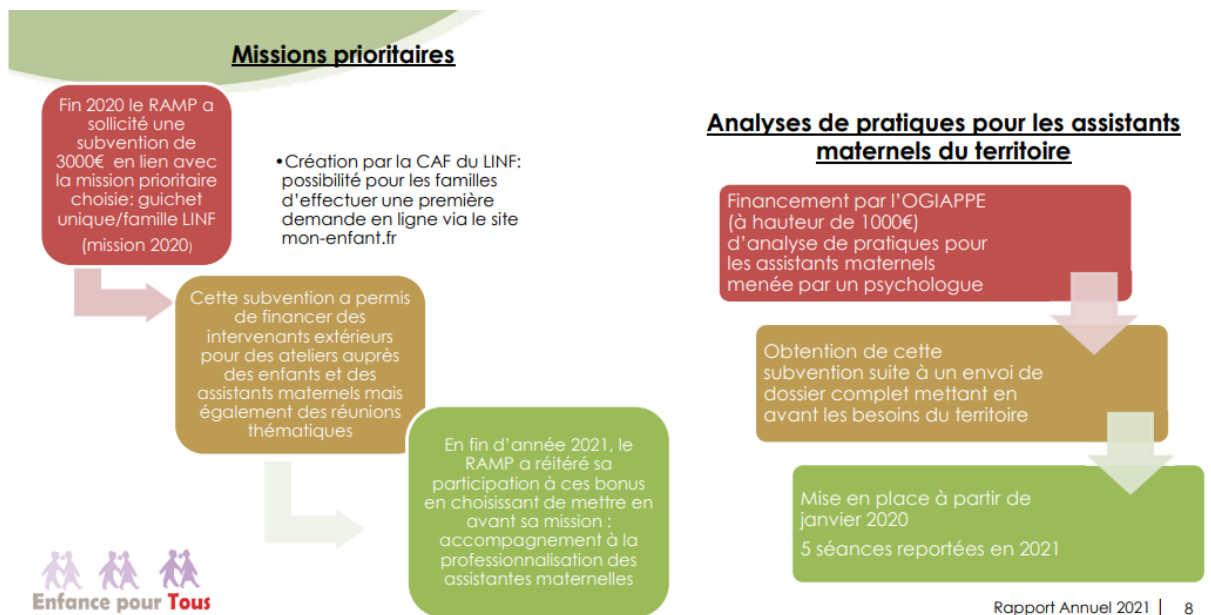 Missions prioritaires
Fin 2020 le RAMP a
sollicité une
subvention de
3000€ en lien avec
la mission prioritaire
choisie: guichet
unique/famille LINF
(mission 2020)
•Création par la CAF du LINF:
possibilité pour les familles
d'effectuer une première
demande en ligne via le site
mon-enfant.fr
Cette subvention a permis
de financer des
intervenants extérieurs
pour des ateliers auprès
des enfants et des
assistants maternels mais
également des réunions
thématiques
En fin d'année 2021, le
RAMP a réitéré sa
participation à ces bonus
en choisissant de mettre en
avant sa mission :
accompagnement à la
professionalisation des
assistantes maternelles
Analyses de pratiques pour les assistants
maternels du territoire
Financement par l'OGIAPPE
(à hauteur de 1000€)
d'analyse de pratiques pour
les assistants maternels
menée par un psychologue
Obtention de cette
subvention suite à un envoi de
dossier complet mettant en
avant les besoins du territoire
Mise en place à partir de
janvier 2020
5 séances reportées en 2021
Enfance pour Tous
Rapport Annuel 2021 | 8